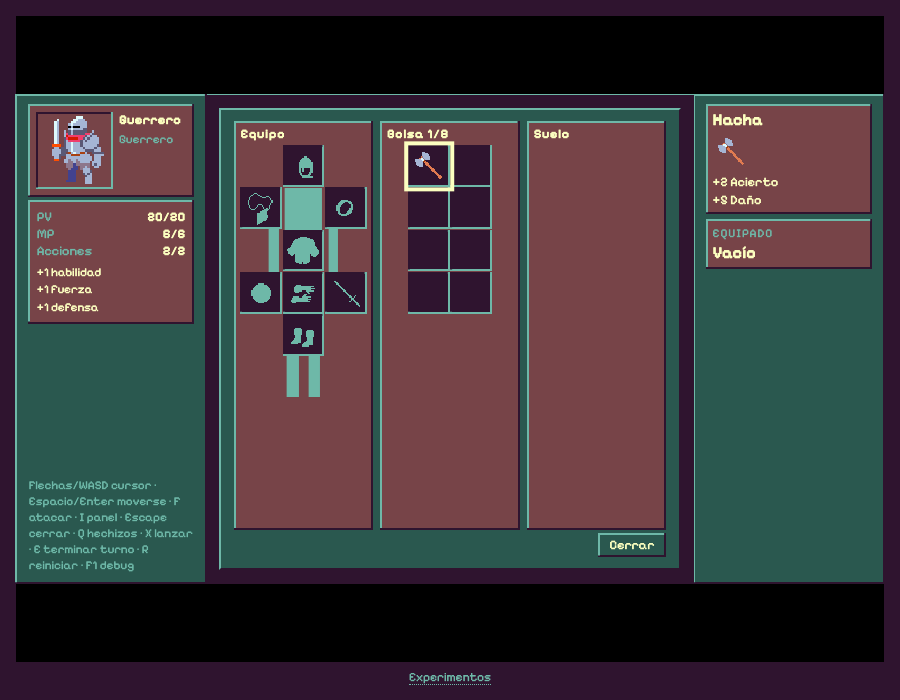 Guerrero
Guerrero
PV 80/80
MP 6/6
Acciones 3/3
+1 habilidad
+1 fuerza
+1 defensa
Flechas/WASD cursor ·
Espacio/Enter moverse · F
atacar · I panel · Escape
cerrar · Q hechizos · X lanzar
· E terminar turno · R
reiniciar · F1 debug
Equipo
Bolsa 1/8
Suelo
Cerrar
Hacha
+2 Acierto
+8 Daño
EQUIPADO
Vacío
Experimentos